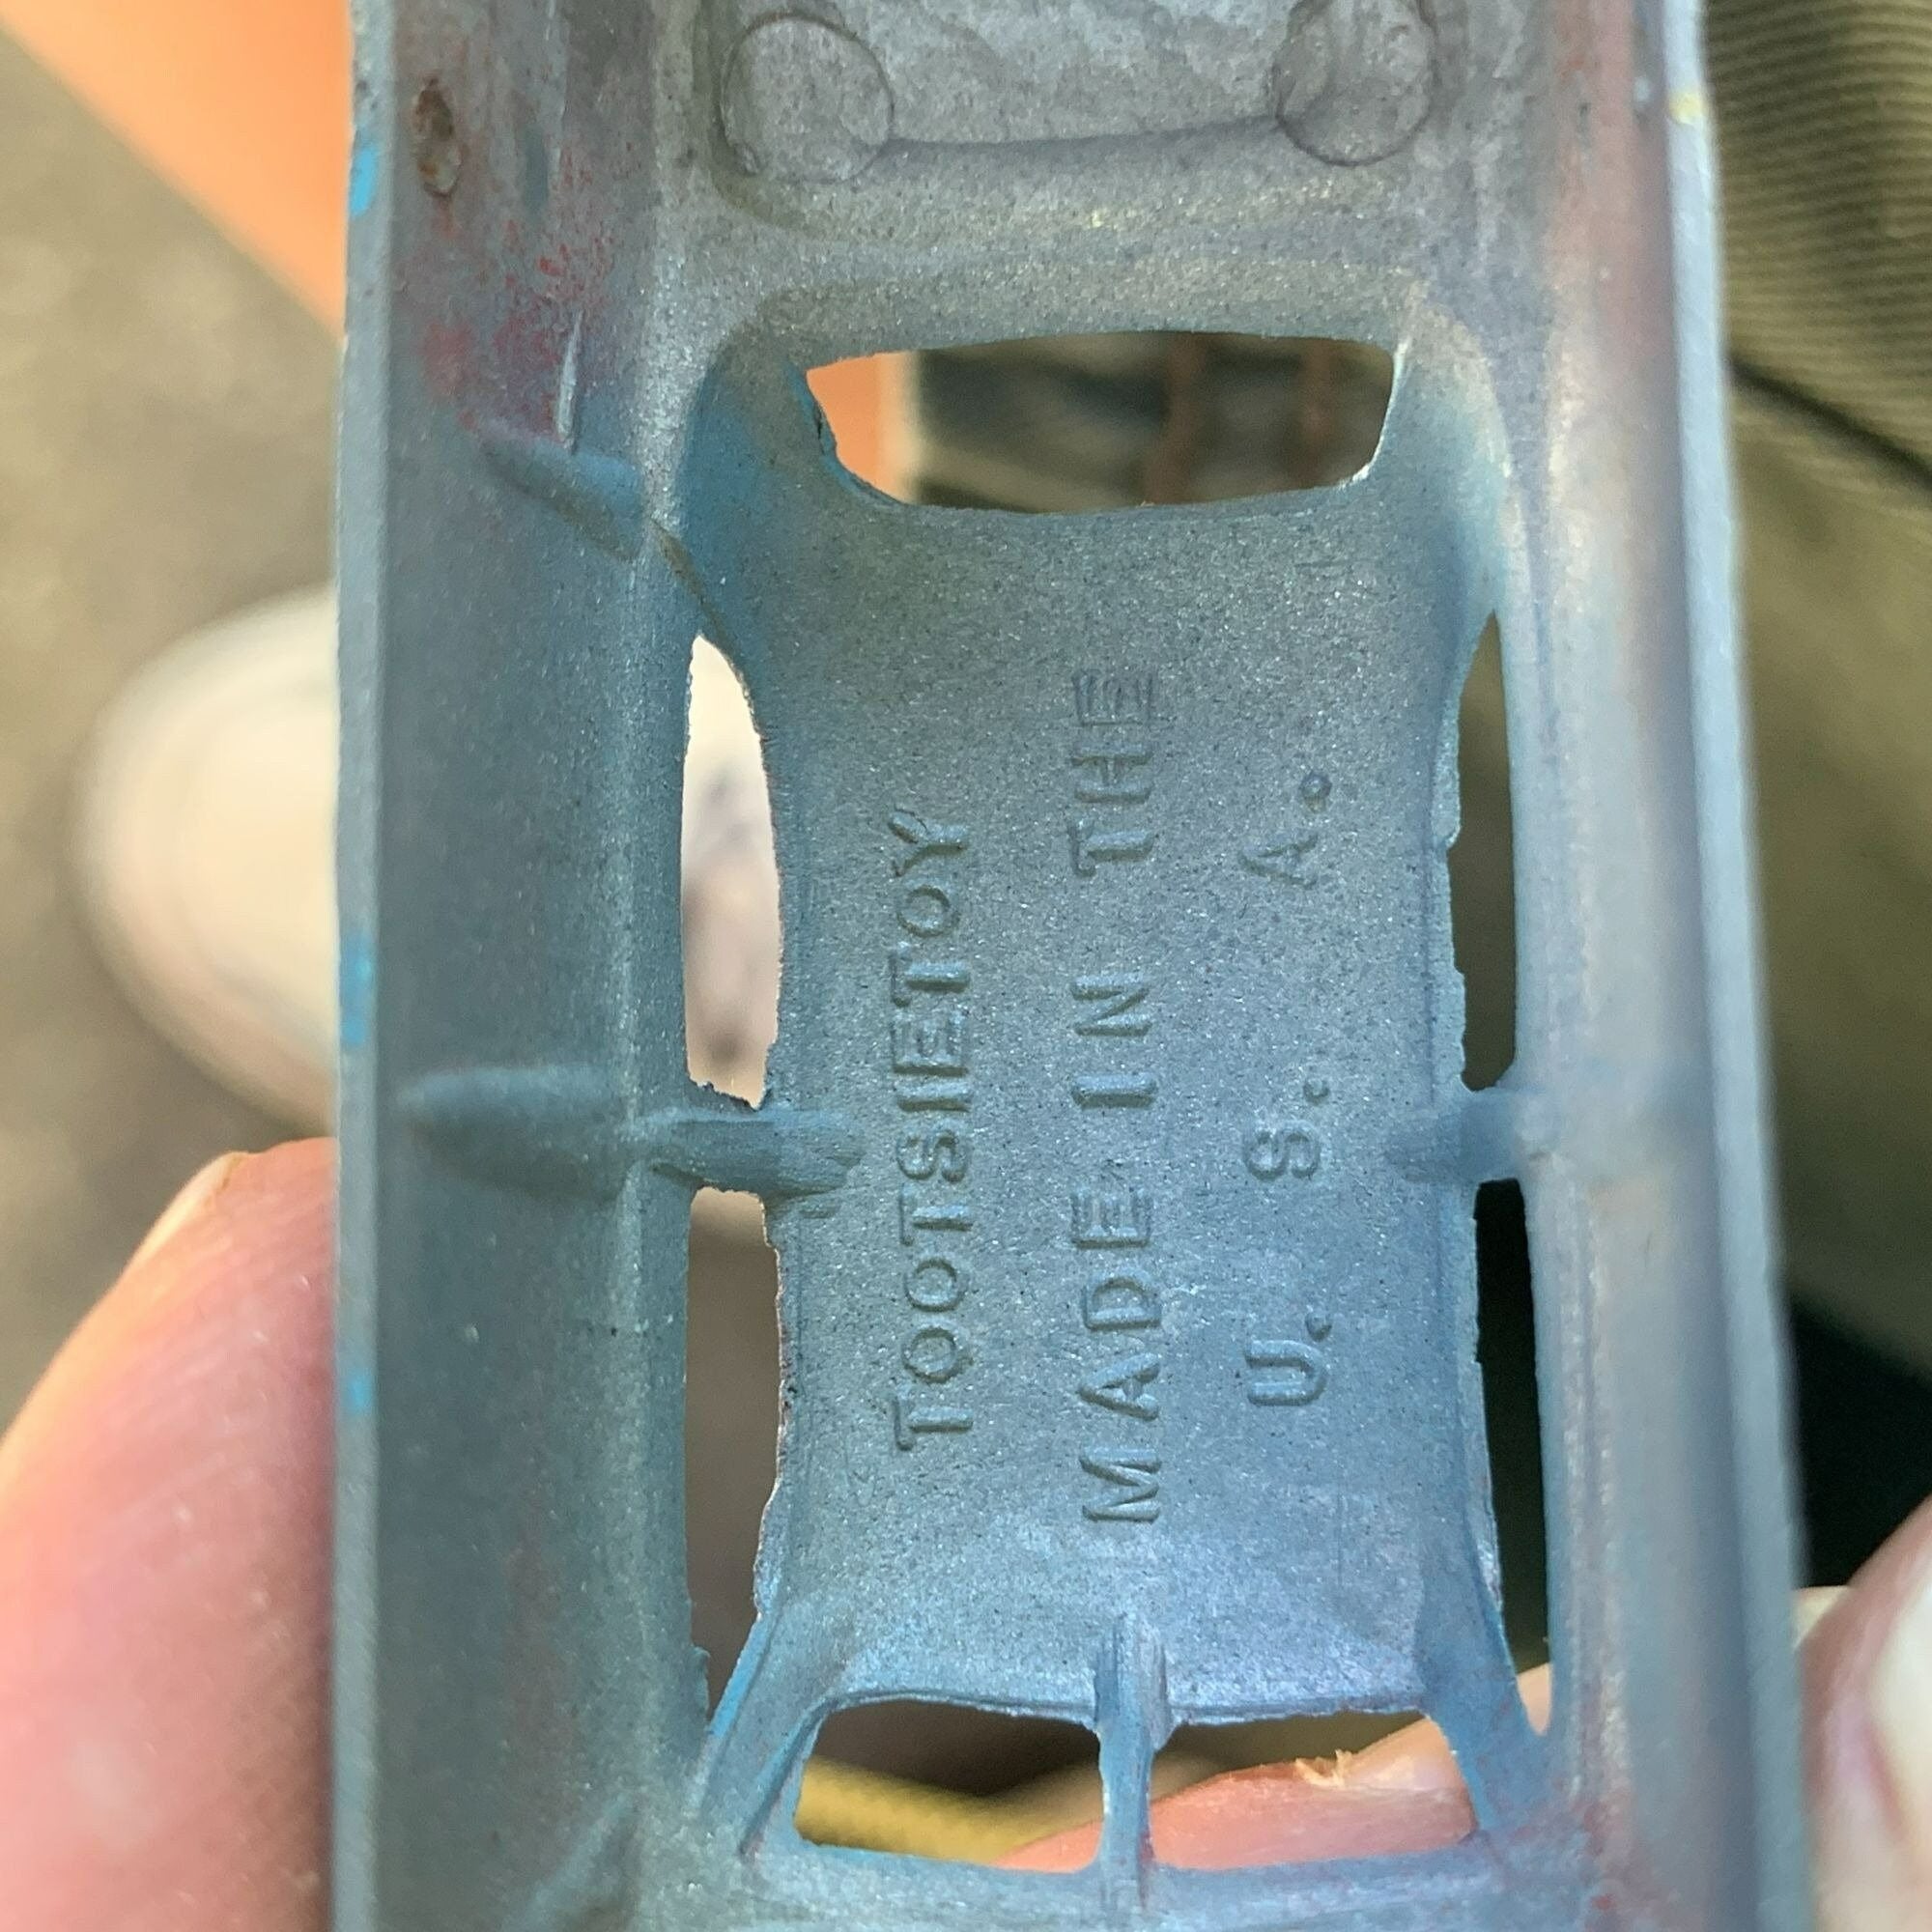 TOOTSIETOY
MADE IN THE
U. S. A.